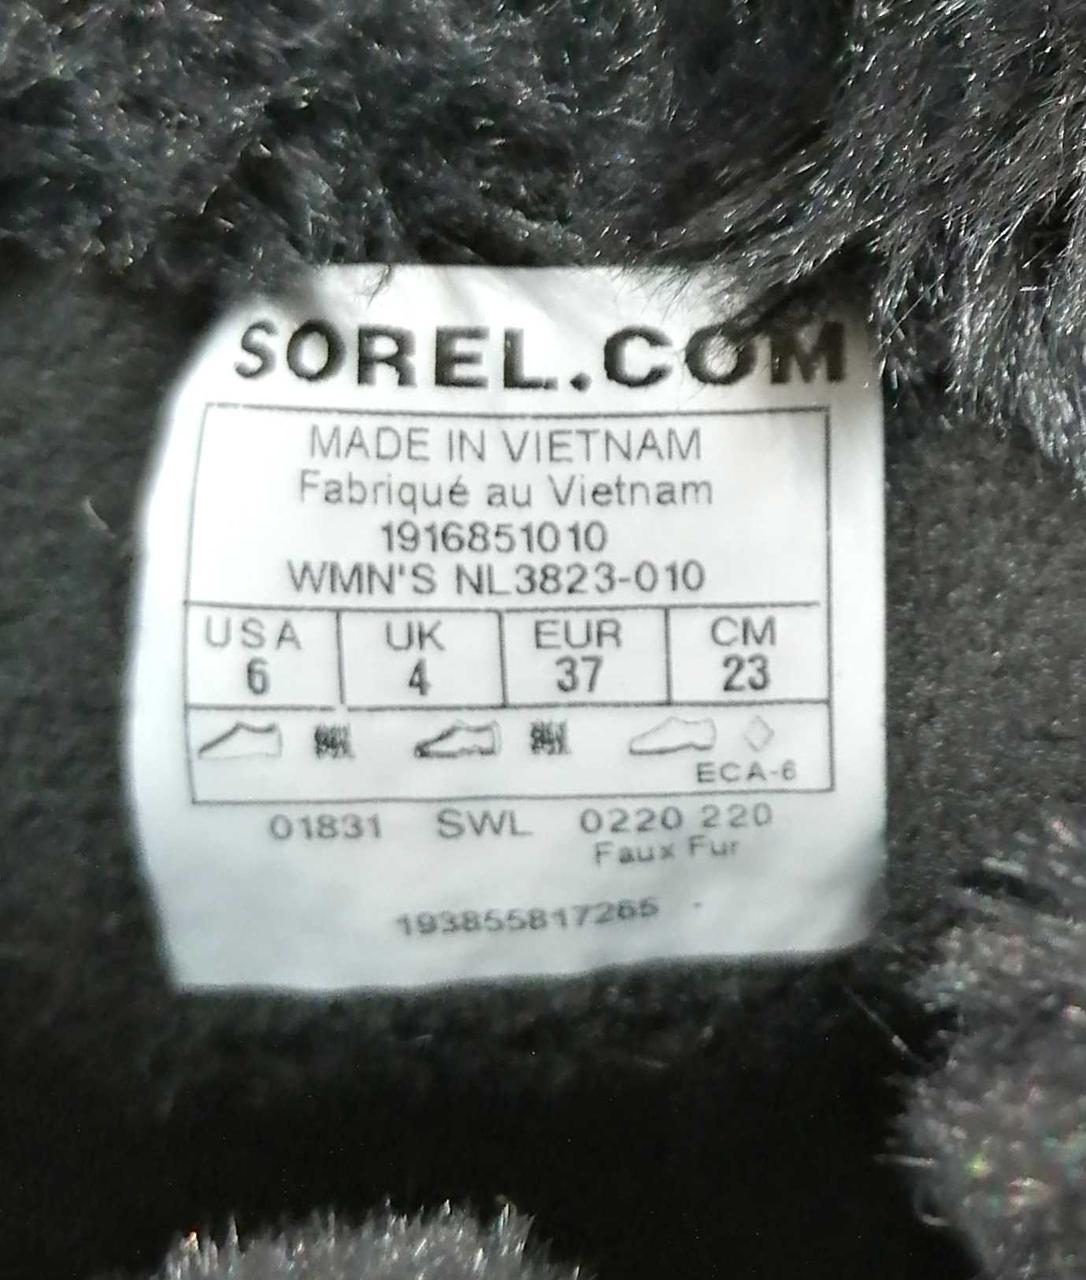 SOREL.COM
MADE IN VIETNAM
Fabriqué au Vietnam
1916851010
WMN'S NL3823-010
USA UK EUR CM
6 4 37 23
ECA-6
01831 SWL 0220 220
Faux Fur
193855817265